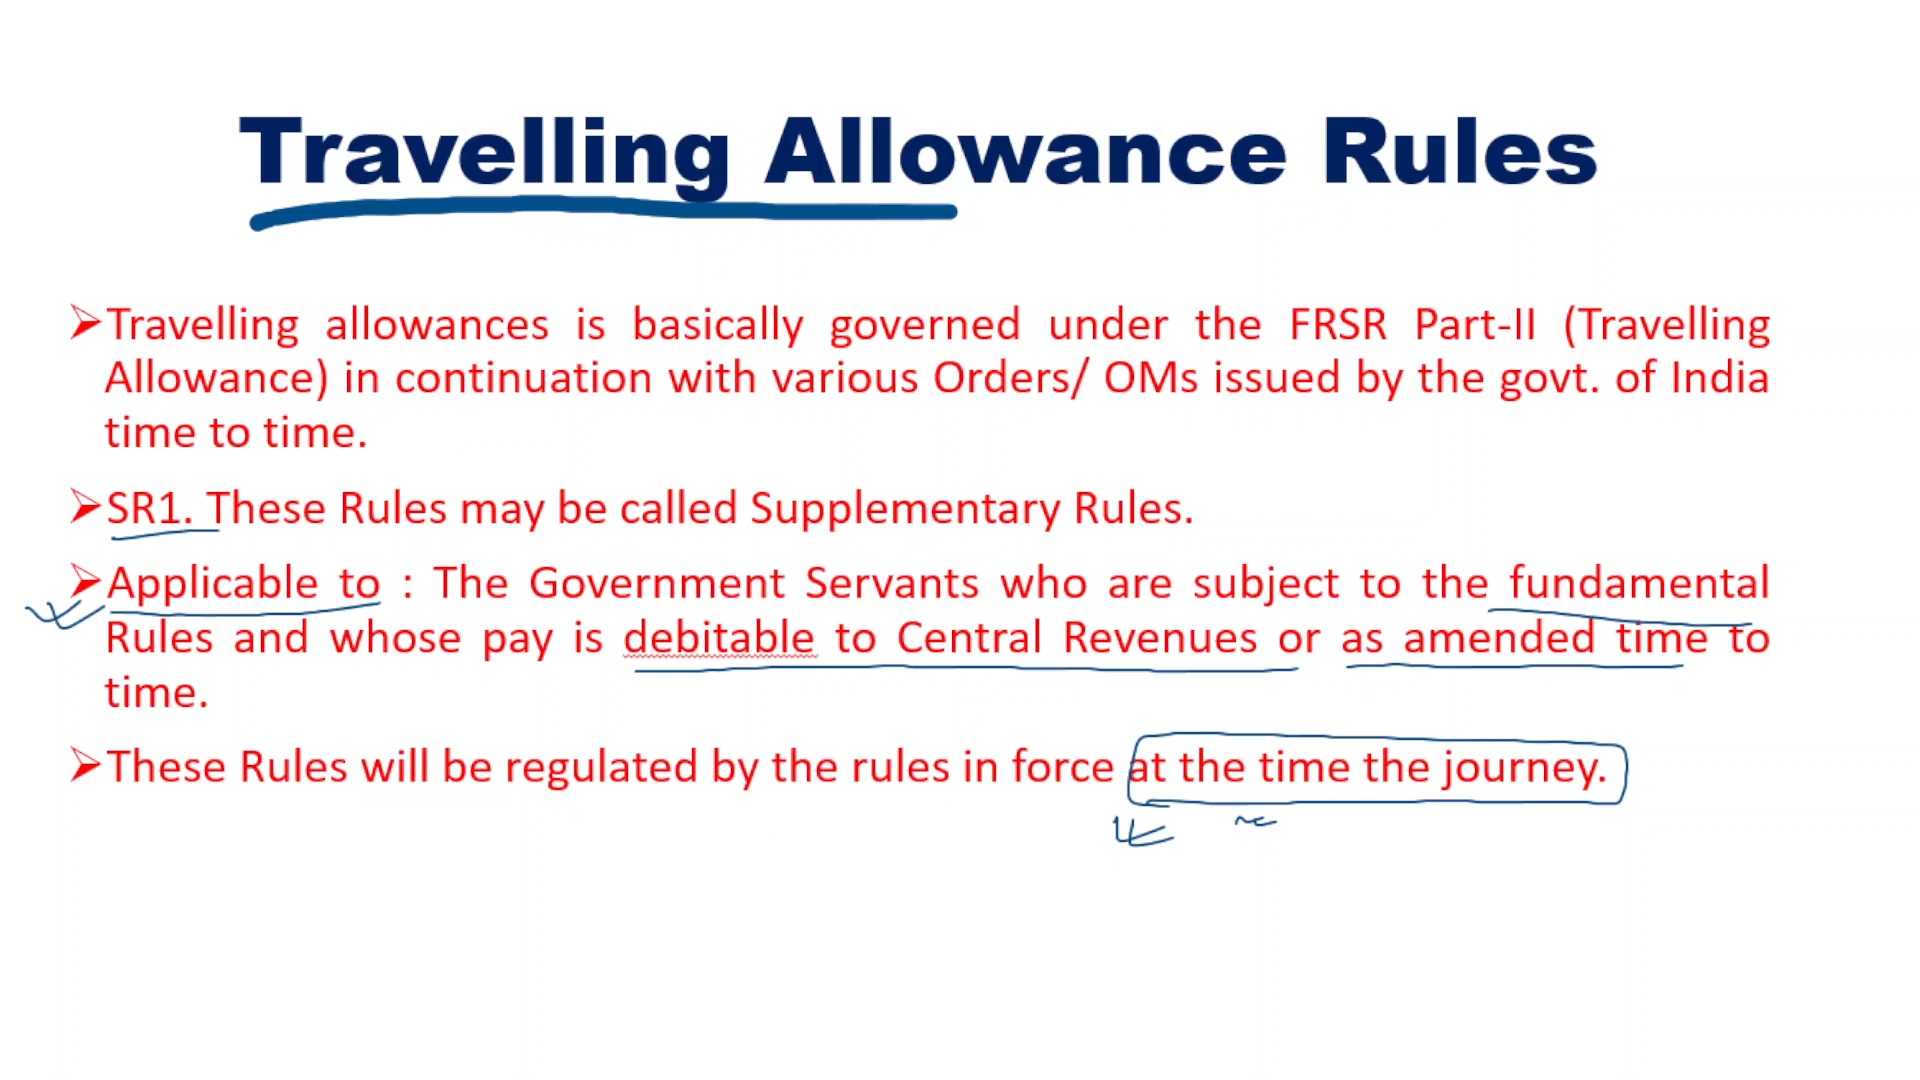 Travelling Allowance Rules
➢Travelling allowances is basically governed under the FRSR Part-II (Travelling
Allowance) in continuation with various Orders/ OMs issued by the govt. of India
time to time.
➢SR1. These Rules may be called Supplementary Rules.
➢Applicable to : The Government Servants who are subject to the fundamental
Rules and whose pay is debitable to Central Revenues or as amended time to
time.
➢These Rules will be regulated by the rules in force at the time the journey.